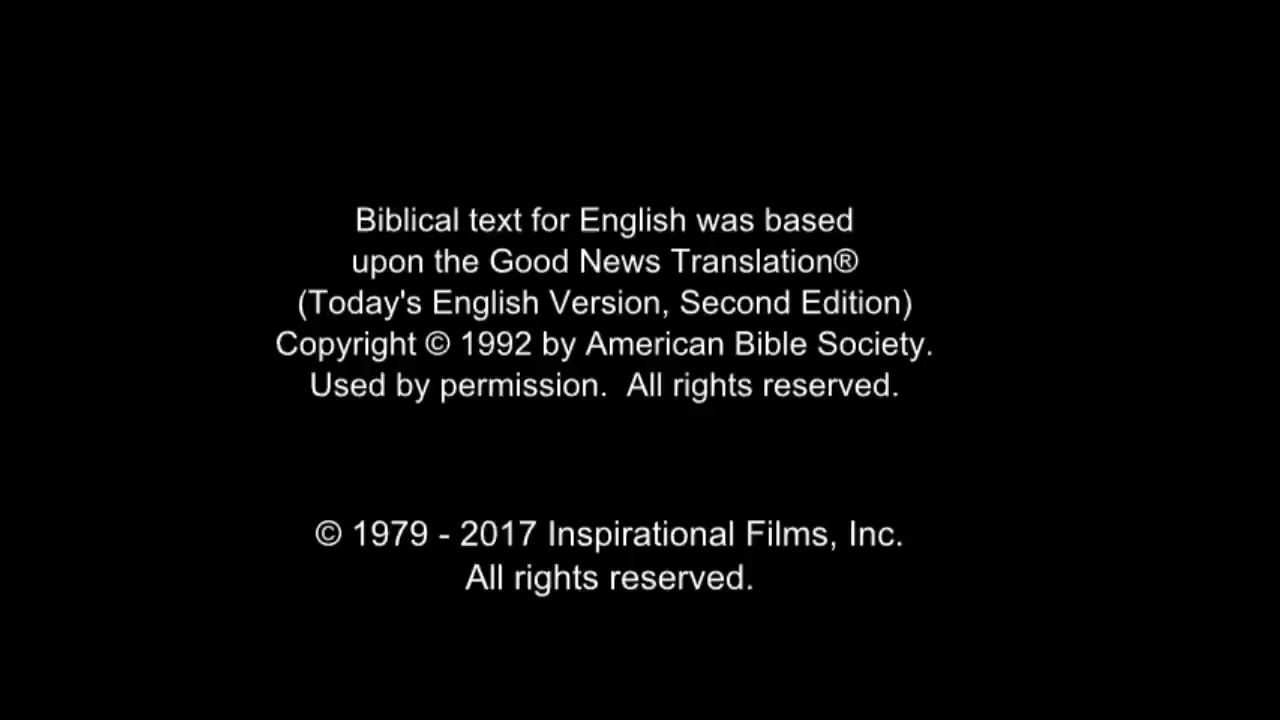 Biblical text for English was based
upon the Good News Translation®
(Today's English Version, Second Edition)
Copyright © 1992 by American Bible Society.
Used by permission.  All rights reserved.
© 1979 - 2017 Inspirational Films, Inc.
All rights reserved.